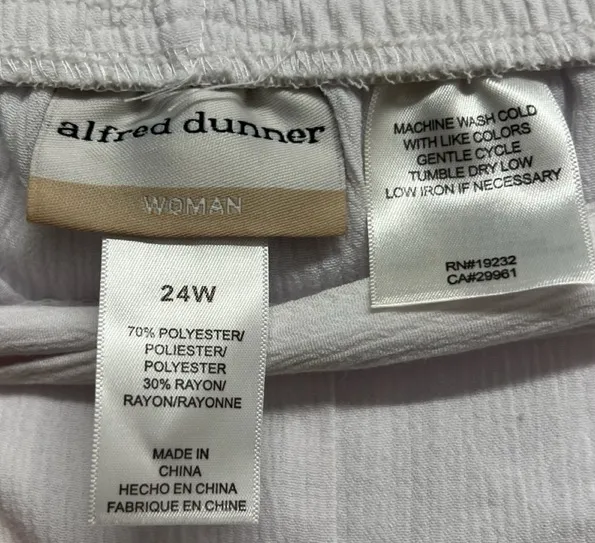 alfred dunner
WOMAN
24W
70% POLYESTER/
POLIESTER/
POLYESTER
30% RAYON/
RAYON/RAYONNE
MADE IN
CHINA
HECHO EN CHINA
FABRIQUE EN CHINE
MACHINE WASH COLD
WITH LIKE COLORS
GENTLE CYCLE
TUMBLE DRY LOW
LOW IRON IF NECESSARY
RN#19232
CA#29961